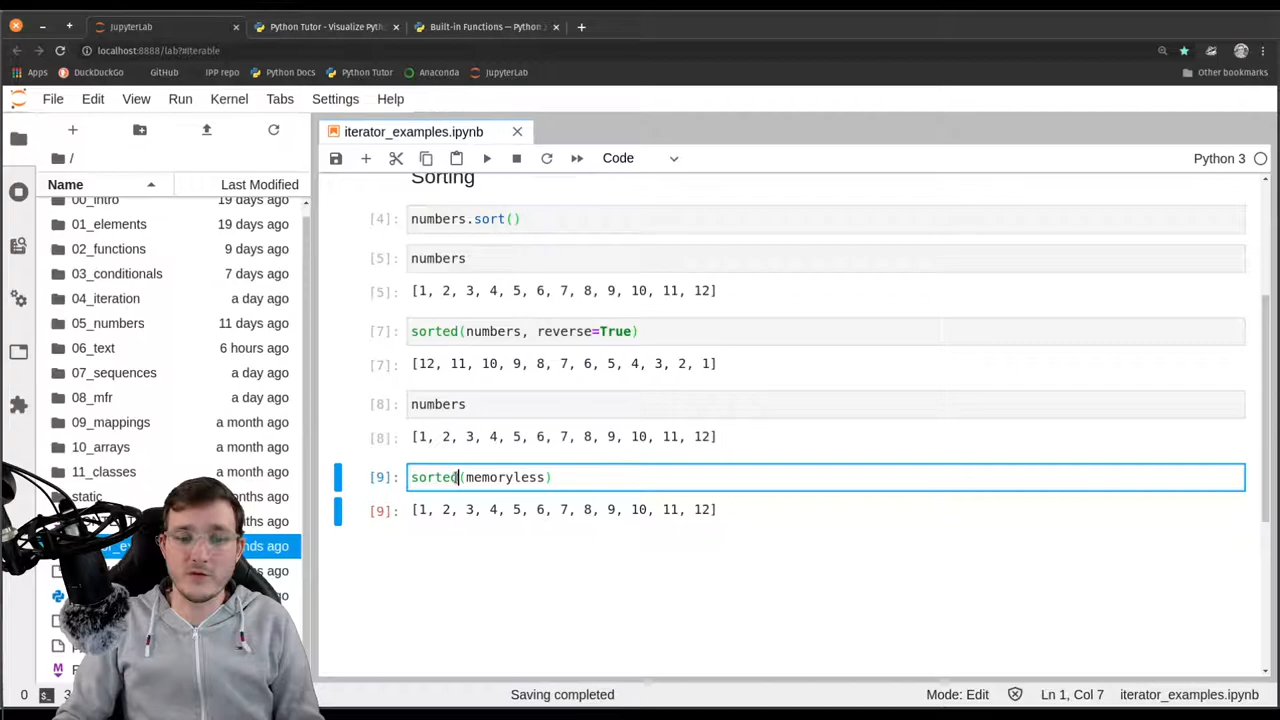 JupyterLab
Python Tutor - Visualize Pyth
Built-in Functions — Python
localhost:8888/lab?#Iterable
Apps DuckDuckGo GitHub IPP repo Python Docs Python Tutor Anaconda JupyterLab Other bookmarks
File Edit View Run Kernel Tabs Settings Help
iterator_examples.ipynb
/
Code
Python 3
Name Last Modified
00_intro 19 days ago
01_elements 19 days ago
02_functions 9 days ago
03_conditionals 7 days ago
04_iteration a day ago
05_numbers 11 days ago
06_text 6 hours ago
07_sequences a day ago
08_mfr a day ago
09_mappings a month ago
10_arrays a month ago
11_classes a month ago
static
Sorting
[4]: numbers.sort()
[5]: numbers
[5]: [1, 2, 3, 4, 5, 6, 7, 8, 9, 10, 11, 12]
[7]: sorted(numbers, reverse=True)
[7]: [12, 11, 10, 9, 8, 7, 6, 5, 4, 3, 2, 1]
[8]: numbers
[8]: [1, 2, 3, 4, 5, 6, 7, 8, 9, 10, 11, 12]
[9]: sorted(memoryless)
[9]: [1, 2, 3, 4, 5, 6, 7, 8, 9, 10, 11, 12]
0
Saving completed
Mode: Edit
Ln 1, Col 7
iterator_examples.ipynb